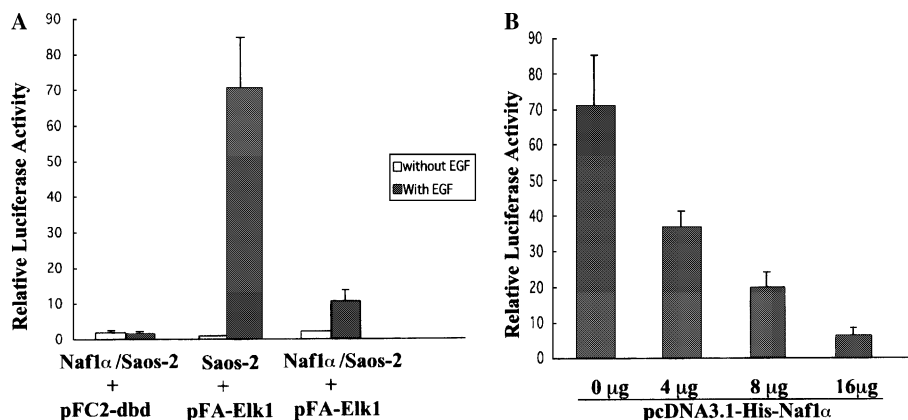 A
Relative Luciferase Activity
90
80
70
60
50
40
30
20
10
0
without EGF
With EGF
Naf1α/Saos-2 Saos-2 Naf1α/Saos-2
+ + +
pFC2-dbd pFA-Elk1 pFA-Elk1
B
Relative Luciferase Activity
90
80
70
60
50
40
30
20
10
0
0 μg 4 μg 8 μg 16μg
pcDNA3.1-His-Naf1α